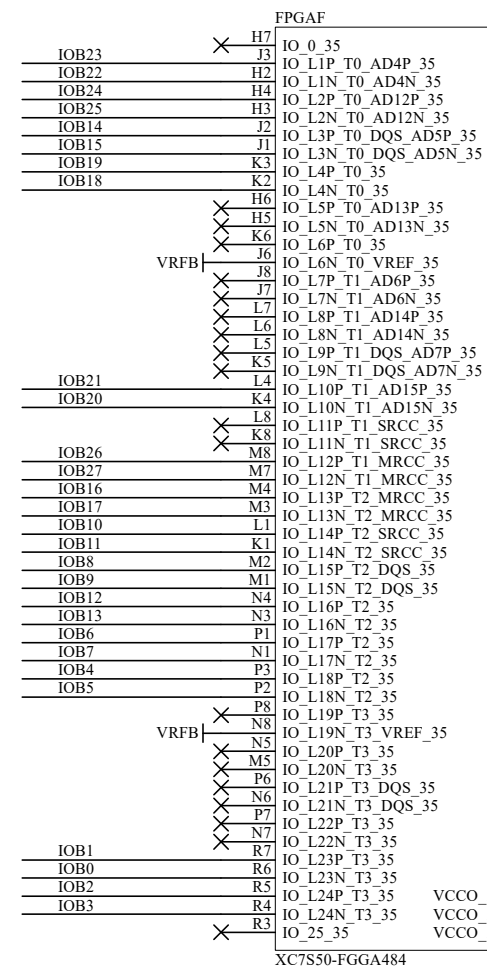 FPGAF
H7 IO_0_35
IOB23 J3 IO_L1P_T0_AD4P_35
IOB22 H2 IO_L1N_T0_AD4N_35
IOB24 H4 IO_L2P_T0_AD12P_35
IOB25 H3 IO_L2N_T0_AD12N_35
IOB14 J2 IO_L3P_T0_DQS_AD5P_35
IOB15 J1 IO_L3N_T0_DQS_AD5N_35
IOB19 K3 IO_L4P_T0_35
IOB18 K2 IO_L4N_T0_35
H6 IO_L5P_T0_AD13P_35
H5 IO_L5N_T0_AD13N_35
K6 IO_L6P_T0_35
VRFB J6 IO_L6N_T0_VREF_35
J8 IO_L7P_T1_AD6P_35
J7 IO_L7N_T1_AD6N_35
L7 IO_L8P_T1_AD14P_35
L6 IO_L8N_T1_AD14N_35
L5 IO_L9P_T1_DQS_AD7P_35
K5 IO_L9N_T1_DQS_AD7N_35
IOB21 L4 IO_L10P_T1_AD15P_35
IOB20 K4 IO_L10N_T1_AD15N_35
L8 IO_L11P_T1_SRCC_35
K8 IO_L11N_T1_SRCC_35
IOB26 M8 IO_L12P_T1_MRCC_35
IOB27 M7 IO_L12N_T1_MRCC_35
IOB16 M4 IO_L13P_T2_MRCC_35
IOB17 M3 IO_L13N_T2_MRCC_35
IOB10 L1 IO_L14P_T2_SRCC_35
IOB11 K1 IO_L14N_T2_SRCC_35
IOB8 M2 IO_L15P_T2_DQS_35
IOB9 M1 IO_L15N_T2_DQS_35
IOB12 N4 IO_L16P_T2_35
IOB13 N3 IO_L16N_T2_35
IOB6 P1 IO_L17P_T2_35
IOB7 N1 IO_L17N_T2_35
IOB4 P3 IO_L18P_T2_35
IOB5 P2 IO_L18N_T2_35
P8 IO_L19P_T3_35
VRFB N8 IO_L19N_T3_VREF_35
N5 IO_L20P_T3_35
M5 IO_L20N_T3_35
P6 IO_L21P_T3_DQS_35
N6 IO_L21N_T3_DQS_35
P7 IO_L22P_T3_35
N7 IO_L22N_T3_35
IOB1 R7 IO_L23P_T3_35
IOB0 R6 IO_L23N_T3_35
IOB2 R5 IO_L24P_T3_35 VCCO_
IOB3 R4 IO_L24N_T3_35 VCCO_
R3 IO_25_35 VCCO_
XC7S50-FGGA484